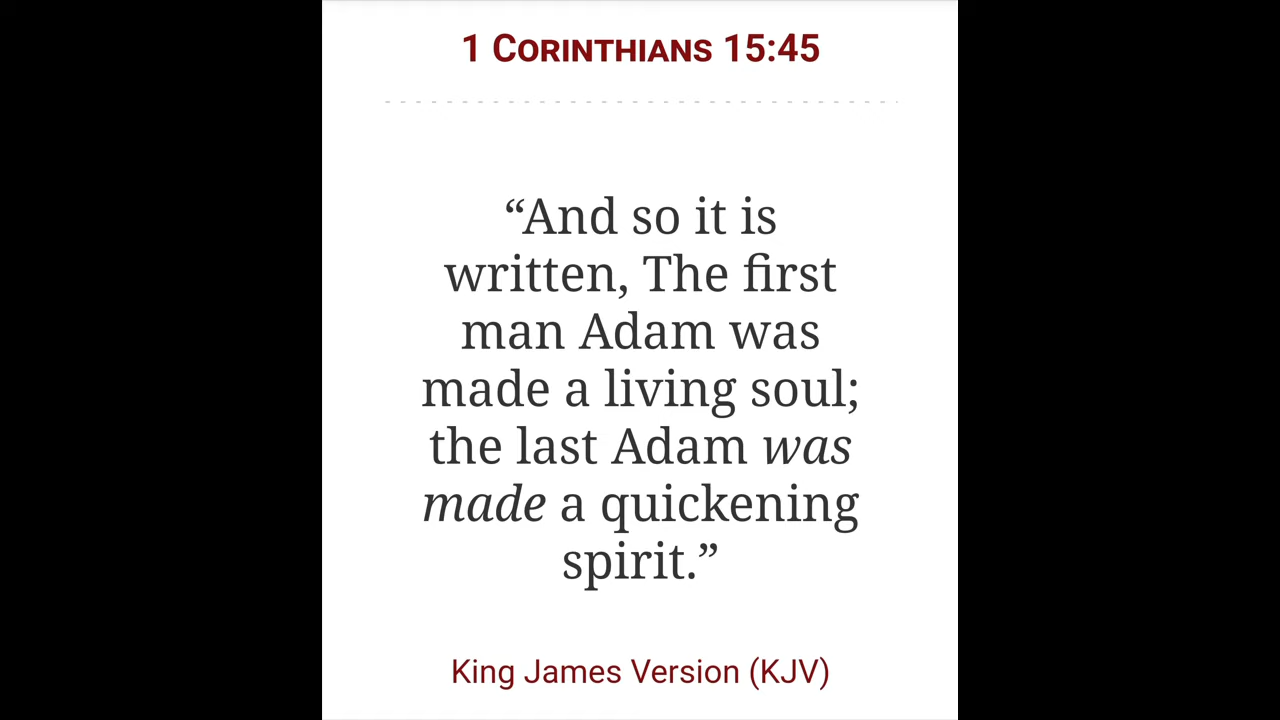 1 Corinthians 15:45
“And so it is
written, The first
man Adam was
made a living soul;
the last Adam was
made a quickening
spirit.”
King James Version (KJV)